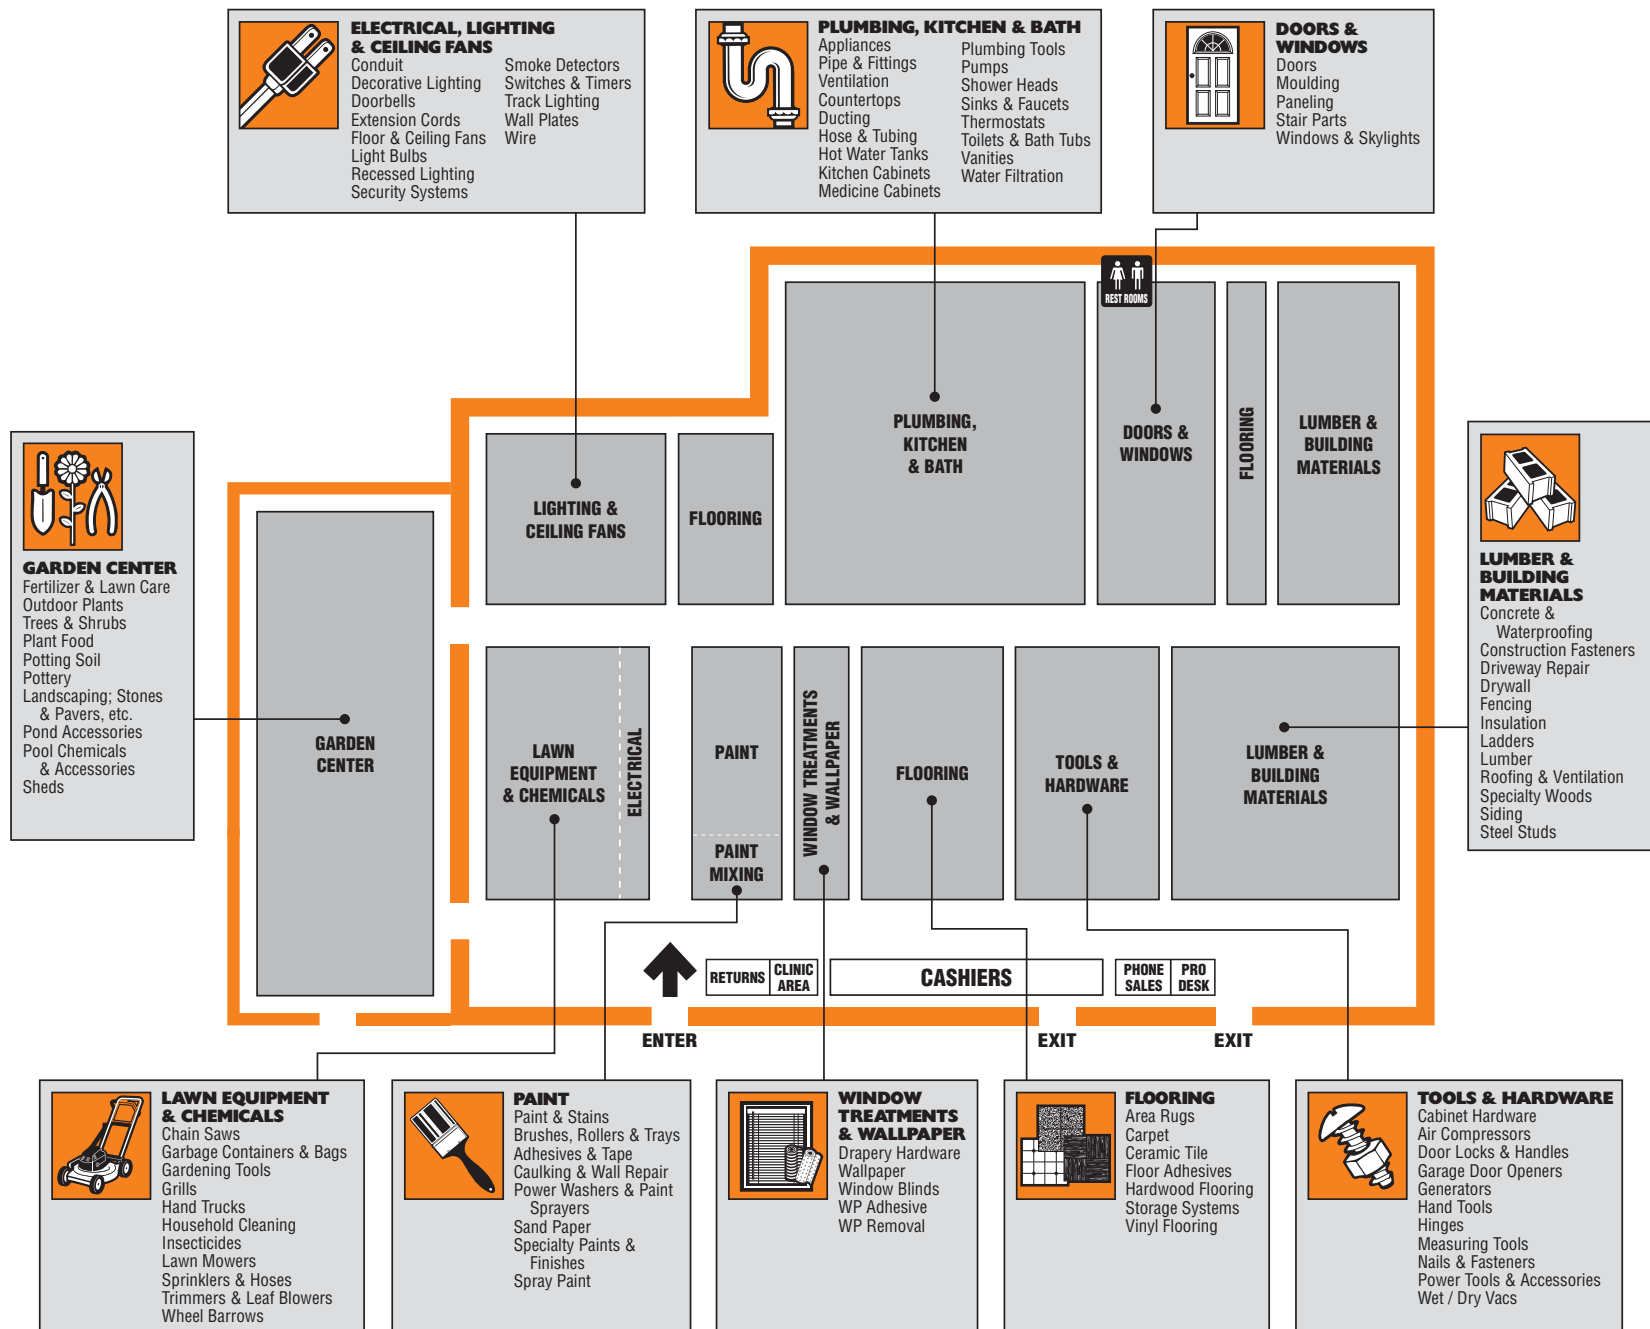 ELECTRICAL, LIGHTING
& CEILING FANS
Conduit
Decorative Lighting
Doorbells
Extension Cords
Floor & Ceiling Fans
Light Bulbs
Recessed Lighting
Security Systems
Smoke Detectors
Switches & Timers
Track Lighting
Wall Plates
Wire
PLUMBING, KITCHEN & BATH
Appliances
Pipe & Fittings
Ventilation
Countertops
Ducting
Hose & Tubing
Hot Water Tanks
Kitchen Cabinets
Medicine Cabinets
Plumbing Tools
Pumps
Shower Heads
Sinks & Faucets
Thermostats
Toilets & Bath Tubs
Vanities
Water Filtration
DOORS &
WINDOWS
Doors
Moulding
Paneling
Stair Parts
Windows & Skylights
REST ROOMS
LIGHTING &
CEILING FANS
FLOORING
PLUMBING,
KITCHEN
& BATH
DOORS &
WINDOWS
FLOORING
LUMBER &
BUILDING
MATERIALS
GARDEN CENTER
Fertilizer & Lawn Care
Outdoor Plants
Trees & Shrubs
Plant Food
Potting Soil
Pottery
Landscaping; Stones
& Pavers, etc.
Pond Accessories
Pool Chemicals
& Accessories
Sheds
GARDEN
CENTER
LAWN
EQUIPMENT
& CHEMICALS
ELECTRICAL
PAINT
PAINT
MIXING
WINDOW TREATMENTS
& WALLPAPER
FLOORING
TOOLS &
HARDWARE
LUMBER &
BUILDING
MATERIALS
LUMBER &
BUILDING
MATERIALS
Concrete &
Waterproofing
Construction Fasteners
Driveway Repair
Drywall
Fencing
Insulation
Ladders
Lumber
Roofing & Ventilation
Specialty Woods
Siding
Steel Studs
RETURNS
CLINIC
AREA
CASHIERS
PHONE
SALES
PRO
DESK
ENTER
EXIT
EXIT
LAWN EQUIPMENT
& CHEMICALS
Chain Saws
Garbage Containers & Bags
Gardening Tools
Grills
Hand Trucks
Household Cleaning
Insecticides
Lawn Mowers
Sprinklers & Hoses
Trimmers & Leaf Blowers
Wheel Barrows
PAINT
Paint & Stains
Brushes, Rollers & Trays
Adhesives & Tape
Caulking & Wall Repair
Power Washers & Paint
Sprayers
Sand Paper
Specialty Paints &
Finishes
Spray Paint
WINDOW
TREATMENTS
& WALLPAPER
Drapery Hardware
Wallpaper
Window Blinds
WP Adhesive
WP Removal
FLOORING
Area Rugs
Carpet
Ceramic Tile
Floor Adhesives
Hardwood Flooring
Storage Systems
Vinyl Flooring
TOOLS & HARDWARE
Cabinet Hardware
Air Compressors
Door Locks & Handles
Garage Door Openers
Generators
Hand Tools
Hinges
Measuring Tools
Nails & Fasteners
Power Tools & Accessories
Wet / Dry Vacs